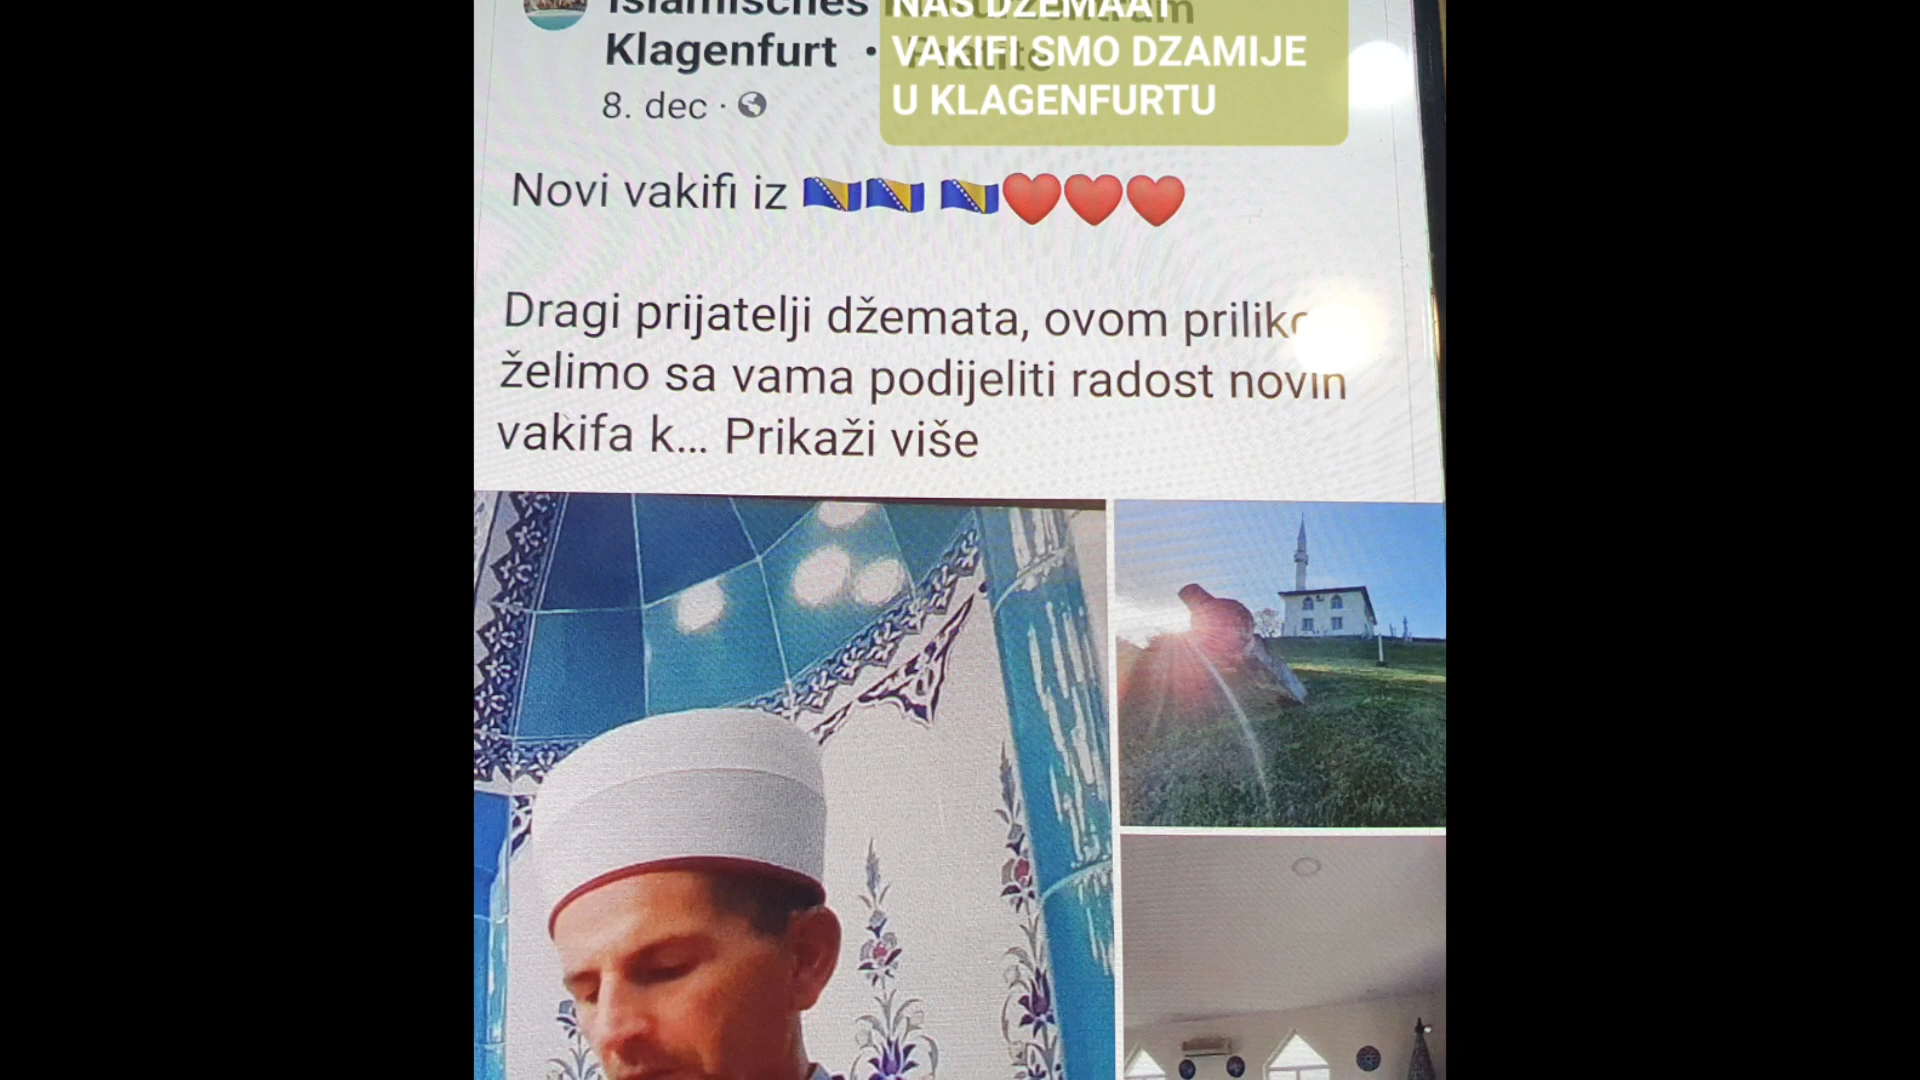 Islamisches
NAŠ DŽEMAAT
Klagenfurt •
VAKIFI SMO DZAMIJE
U KLAGENFURTU
8. dec ·
Novi vakifi iz 🇧🇦🇧🇦 🇧🇦❤️❤️❤️
Dragi prijatelji džemata, ovom
želimo sa vama podijeliti radost novih
vakifa k... Prikaži više